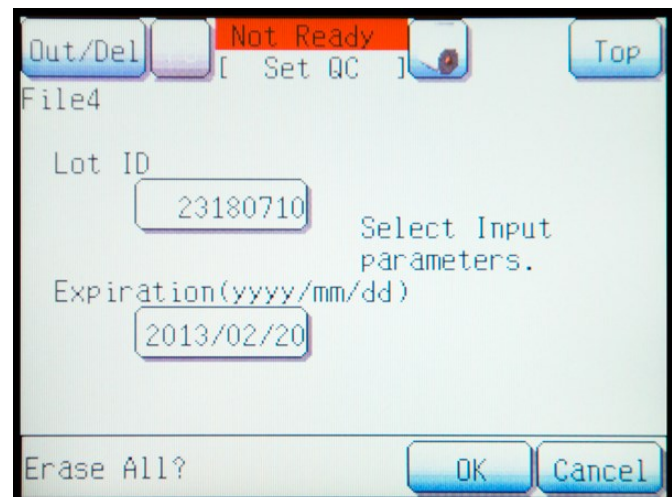 Out/Del
Not Ready
[ Set QC ]
Top
File4
Lot ID
23180710
Select Input
parameters.
Expiration(yyyy/mm/dd)
2013/02/20
Erase All?
OK
Cancel